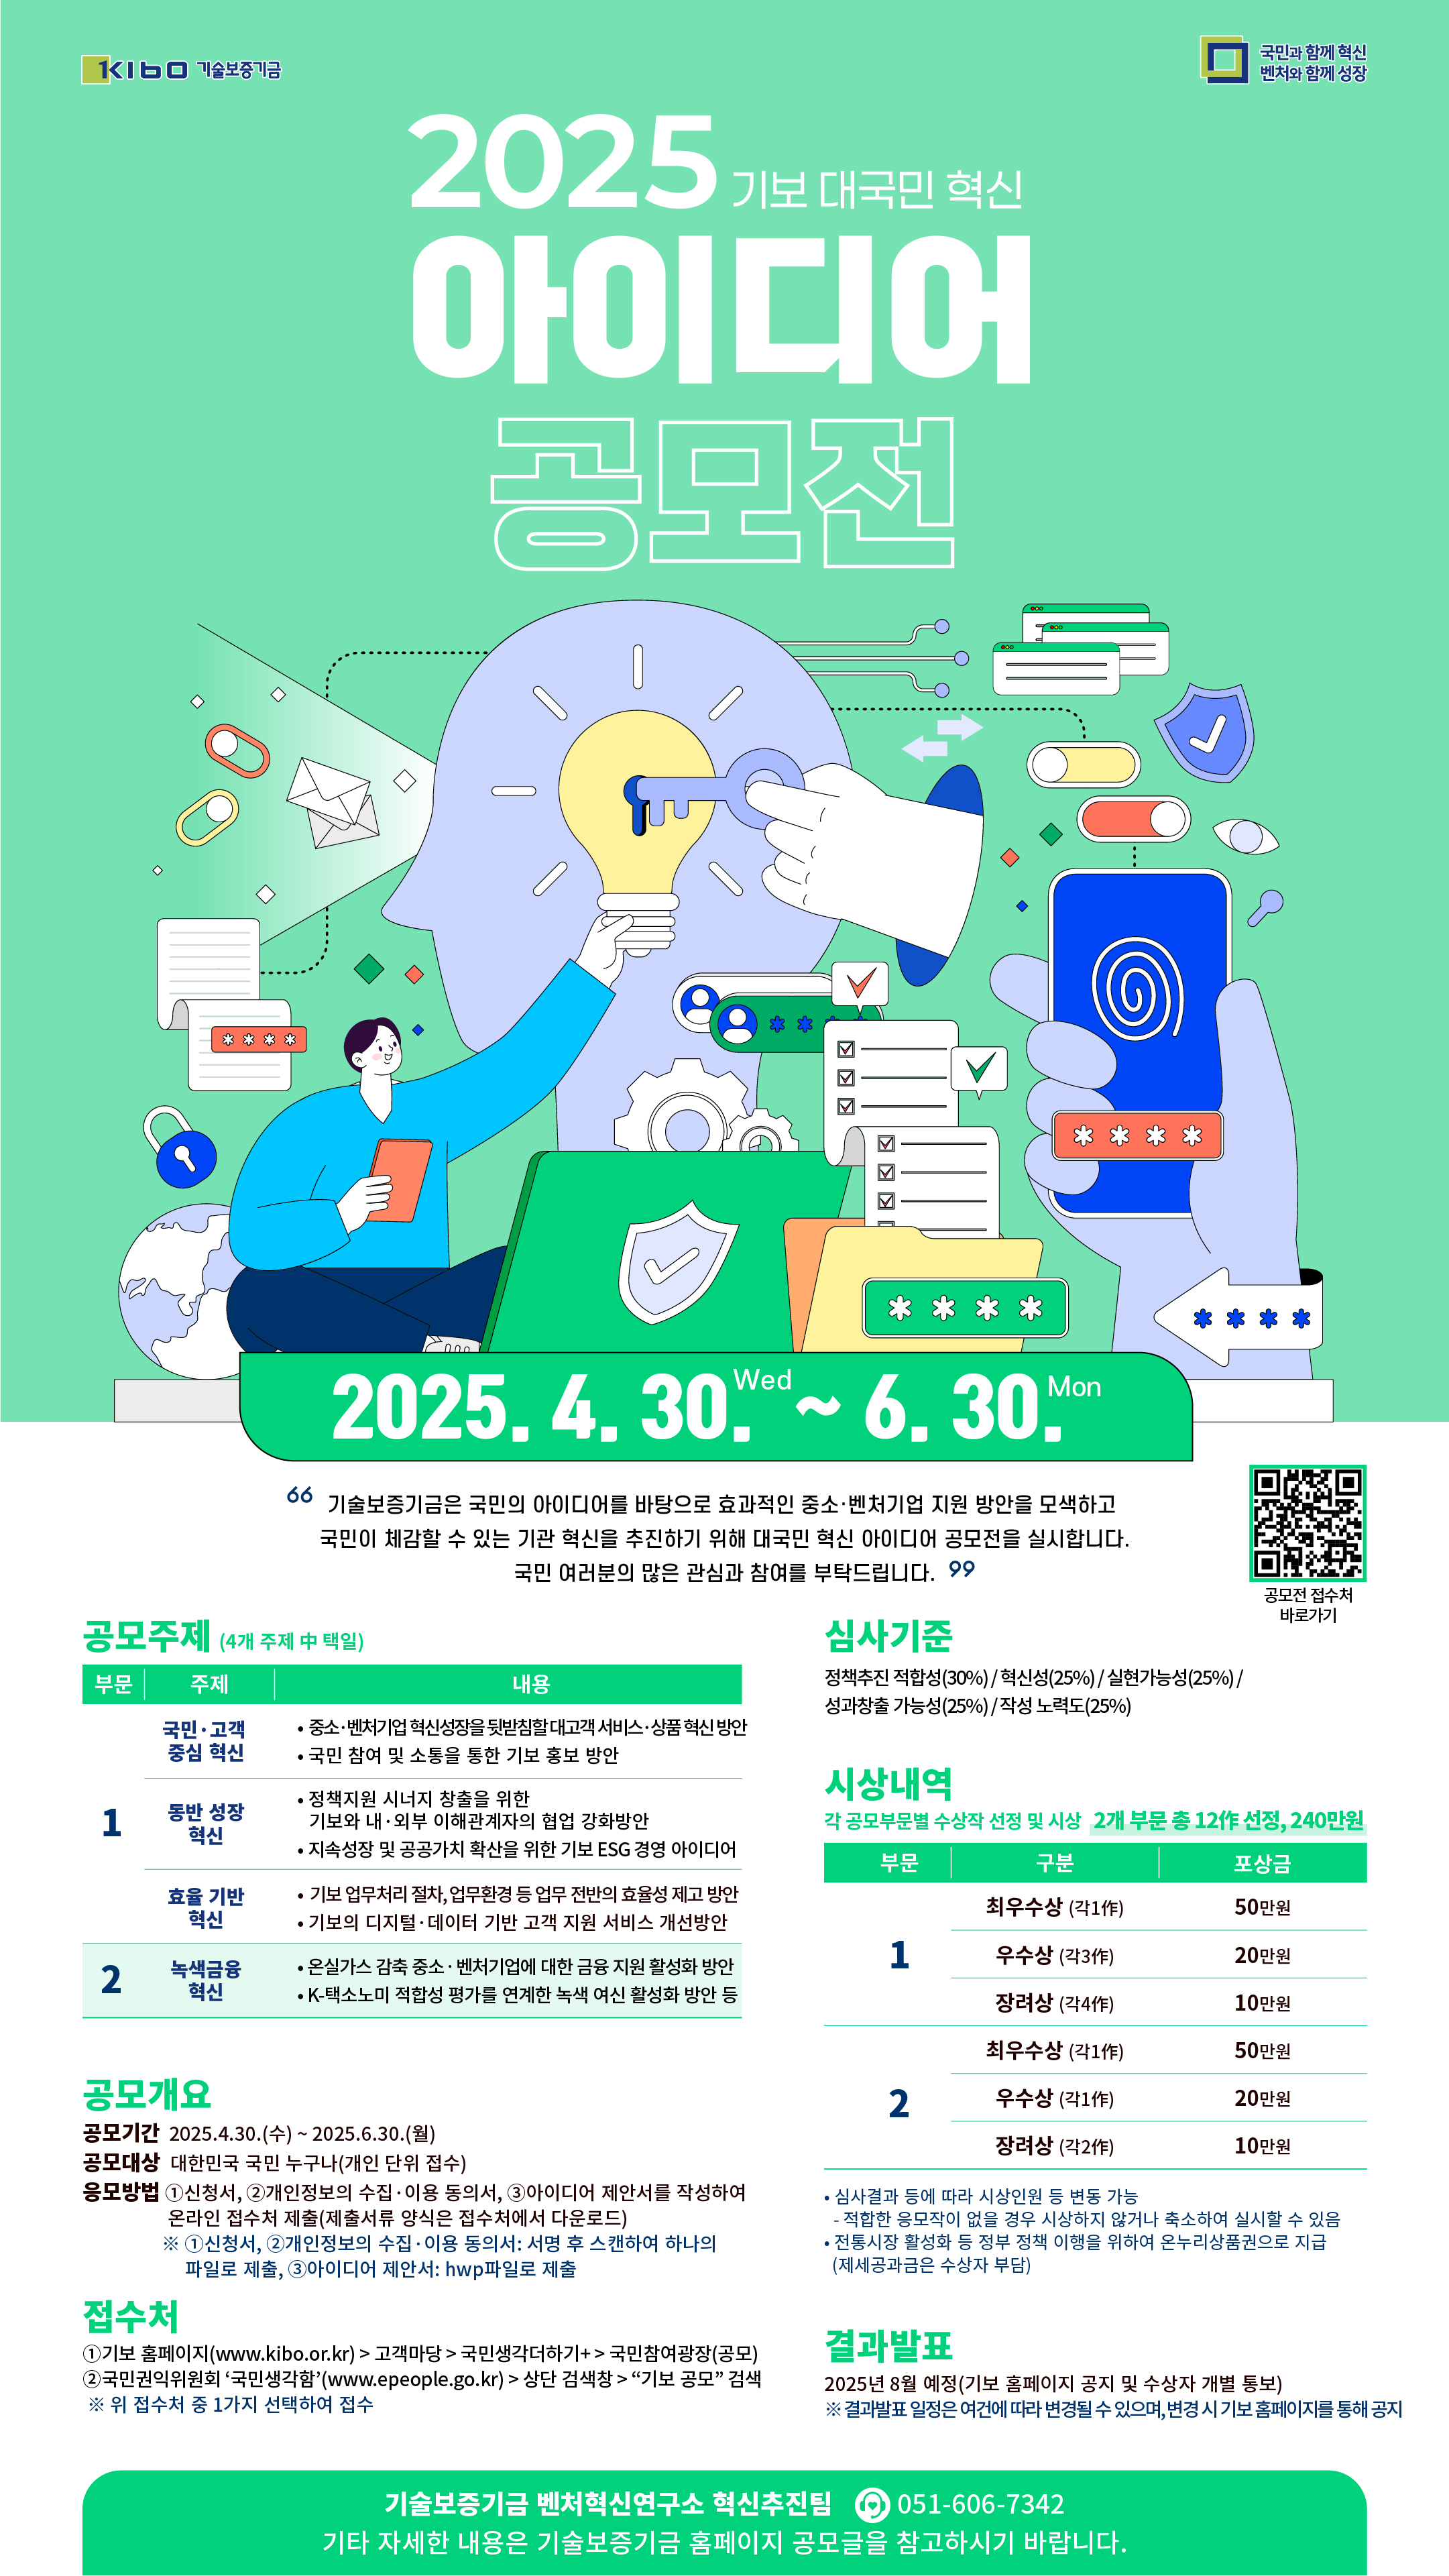 KIBO 기술보증기금
국민과 함께 혁신
벤처와 함께 성장
2025 기보 대국민 혁신
아이디어
공모전
* * * *
* * * *
* * * *
* * * *
2025. 4. 30. Wed ~ 6. 30. Mon
“ 기술보증기금은 국민의 아이디어를 바탕으로 효과적인 중소·벤처기업 지원 방안을 모색하고
국민이 체감할 수 있는 기관 혁신을 추진하기 위해 대국민 혁신 아이디어 공모전을 실시합니다.
국민 여러분의 많은 관심과 참여를 부탁드립니다. ”
공모전 접수처
바로가기
공모주제 (4개 주제 中 택일)
부문 주제 내용
1
국민·고객
중심 혁신
• 중소·벤처기업 혁신성장을 뒷받침할 대고객 서비스·상품 혁신 방안
• 국민 참여 및 소통을 통한 기보 홍보 방안
동반 성장
혁신
• 정책지원 시너지 창출을 위한
기보와 내·외부 이해관계자의 협업 강화방안
• 지속성장 및 공공가치 확산을 위한 기보 ESG 경영 아이디어
효율 기반
혁신
• 기보 업무처리 절차, 업무환경 등 업무 전반의 효율성 제고 방안
• 기보의 디지털·데이터 기반 고객 지원 서비스 개선방안
2
녹색금융
혁신
• 온실가스 감축 중소·벤처기업에 대한 금융 지원 활성화 방안
• K-택소노미 적합성 평가를 연계한 녹색 여신 활성화 방안 등
공모개요
공모기간 2025.4.30.(수) ~ 2025.6.30.(월)
공모대상 대한민국 국민 누구나(개인 단위 접수)
응모방법 ①신청서, ②개인정보의 수집·이용 동의서, ③아이디어 제안서를 작성하여
온라인 접수처 제출(제출서류 양식은 접수처에서 다운로드)
※ ①신청서, ②개인정보의 수집·이용 동의서: 서명 후 스캔하여 하나의
파일로 제출, ③아이디어 제안서: hwp파일로 제출
접수처
①기보 홈페이지(www.kibo.or.kr) > 고객마당 > 국민생각더하기+ > 국민참여광장(공모)
②국민권익위원회 ‘국민생각함’(www.epeople.go.kr) > 상단 검색창 > “기보 공모” 검색
※ 위 접수처 중 1가지 선택하여 접수
심사기준
정책추진 적합성(30%) / 혁신성(25%) / 실현가능성(25%) /
성과창출 가능성(25%) / 작성 노력도(25%)
시상내역
각 공모부문별 수상작 선정 및 시상 2개 부문 총 12作 선정, 240만원
부문 구분 포상금
1
최우수상 (각1作) 50만원
우수상 (각3作) 20만원
장려상 (각4作) 10만원
2
최우수상 (각1作) 50만원
우수상 (각1作) 20만원
장려상 (각2作) 10만원
• 심사결과 등에 따라 시상인원 등 변동 가능
- 적합한 응모작이 없을 경우 시상하지 않거나 축소하여 실시할 수 있음
• 전통시장 활성화 등 정부 정책 이행을 위하여 온누리상품권으로 지급
(제세공과금은 수상자 부담)
결과발표
2025년 8월 예정(기보 홈페이지 공지 및 수상자 개별 통보)
※ 결과발표 일정은 여건에 따라 변경될 수 있으며, 변경 시 기보 홈페이지를 통해 공지
기술보증기금 벤처혁신연구소 혁신추진팀 051-606-7342
기타 자세한 내용은 기술보증기금 홈페이지 공모글을 참고하시기 바랍니다.